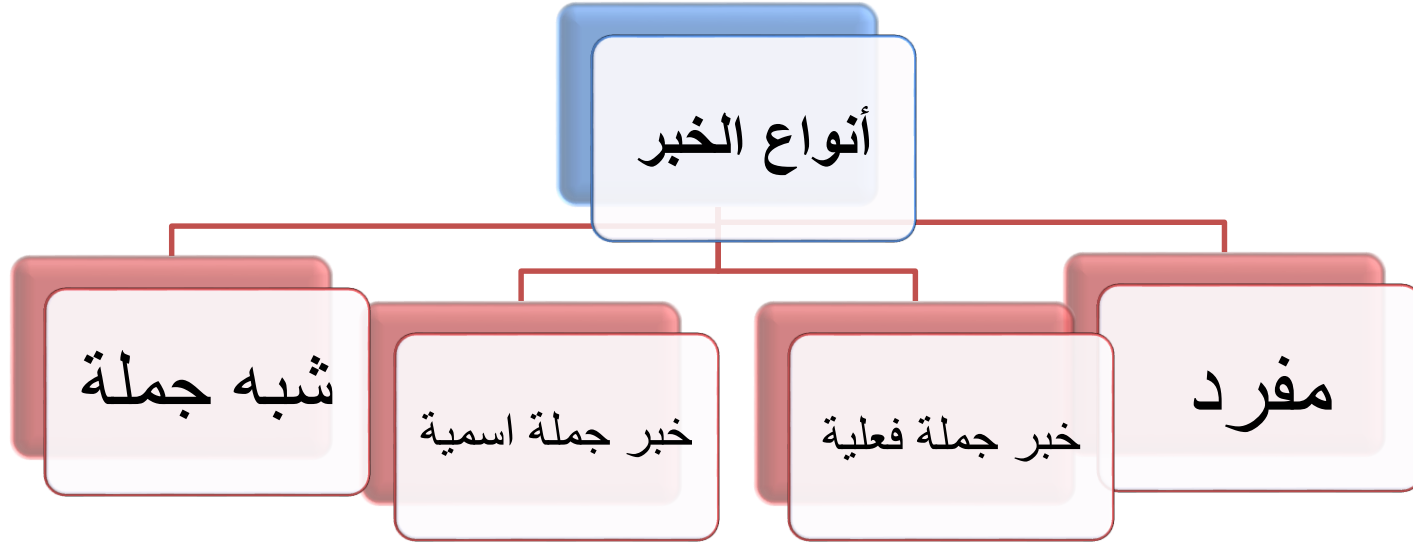 أنواع الخبر
مفرد
خبر جملة فعلية
خبر جملة اسمية
شبه جملة